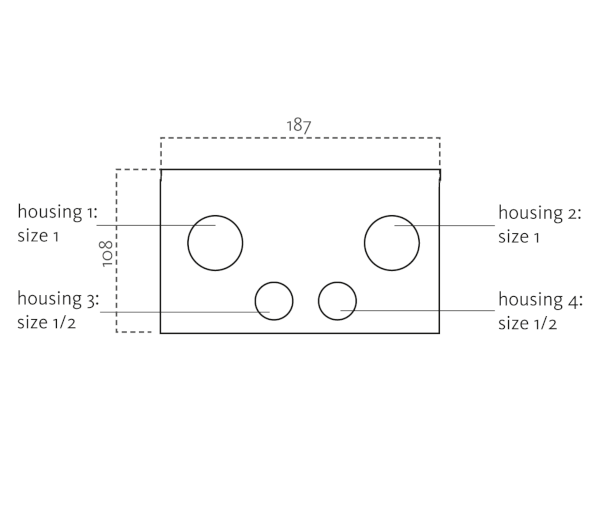 187
housing 1:
size 1
housing 2:
size 1
108
housing 3:
size 1/2
housing 4:
size 1/2